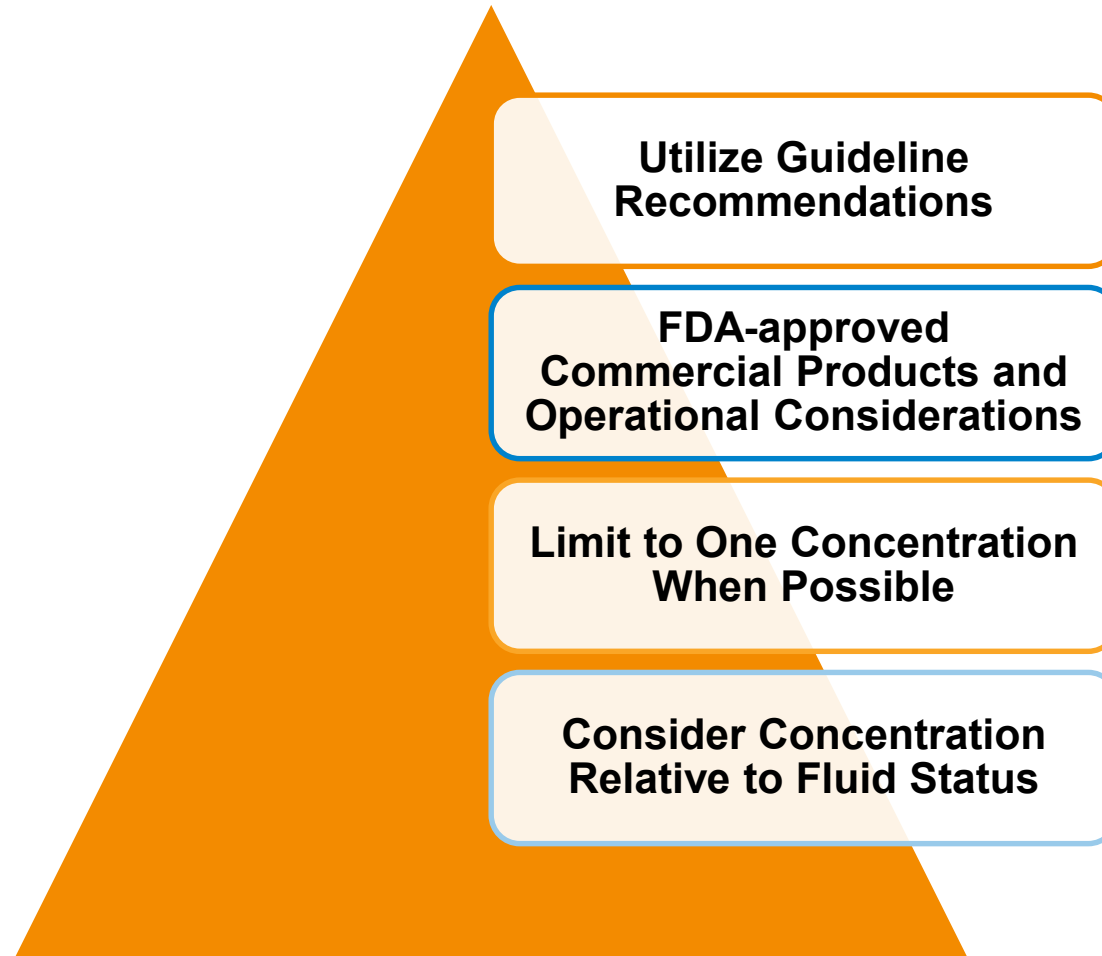 Utilize Guideline
Recommendations
FDA-approved
Commercial Products and
Operational Considerations
Limit to One Concentration
When Possible
Consider Concentration
Relative to Fluid Status